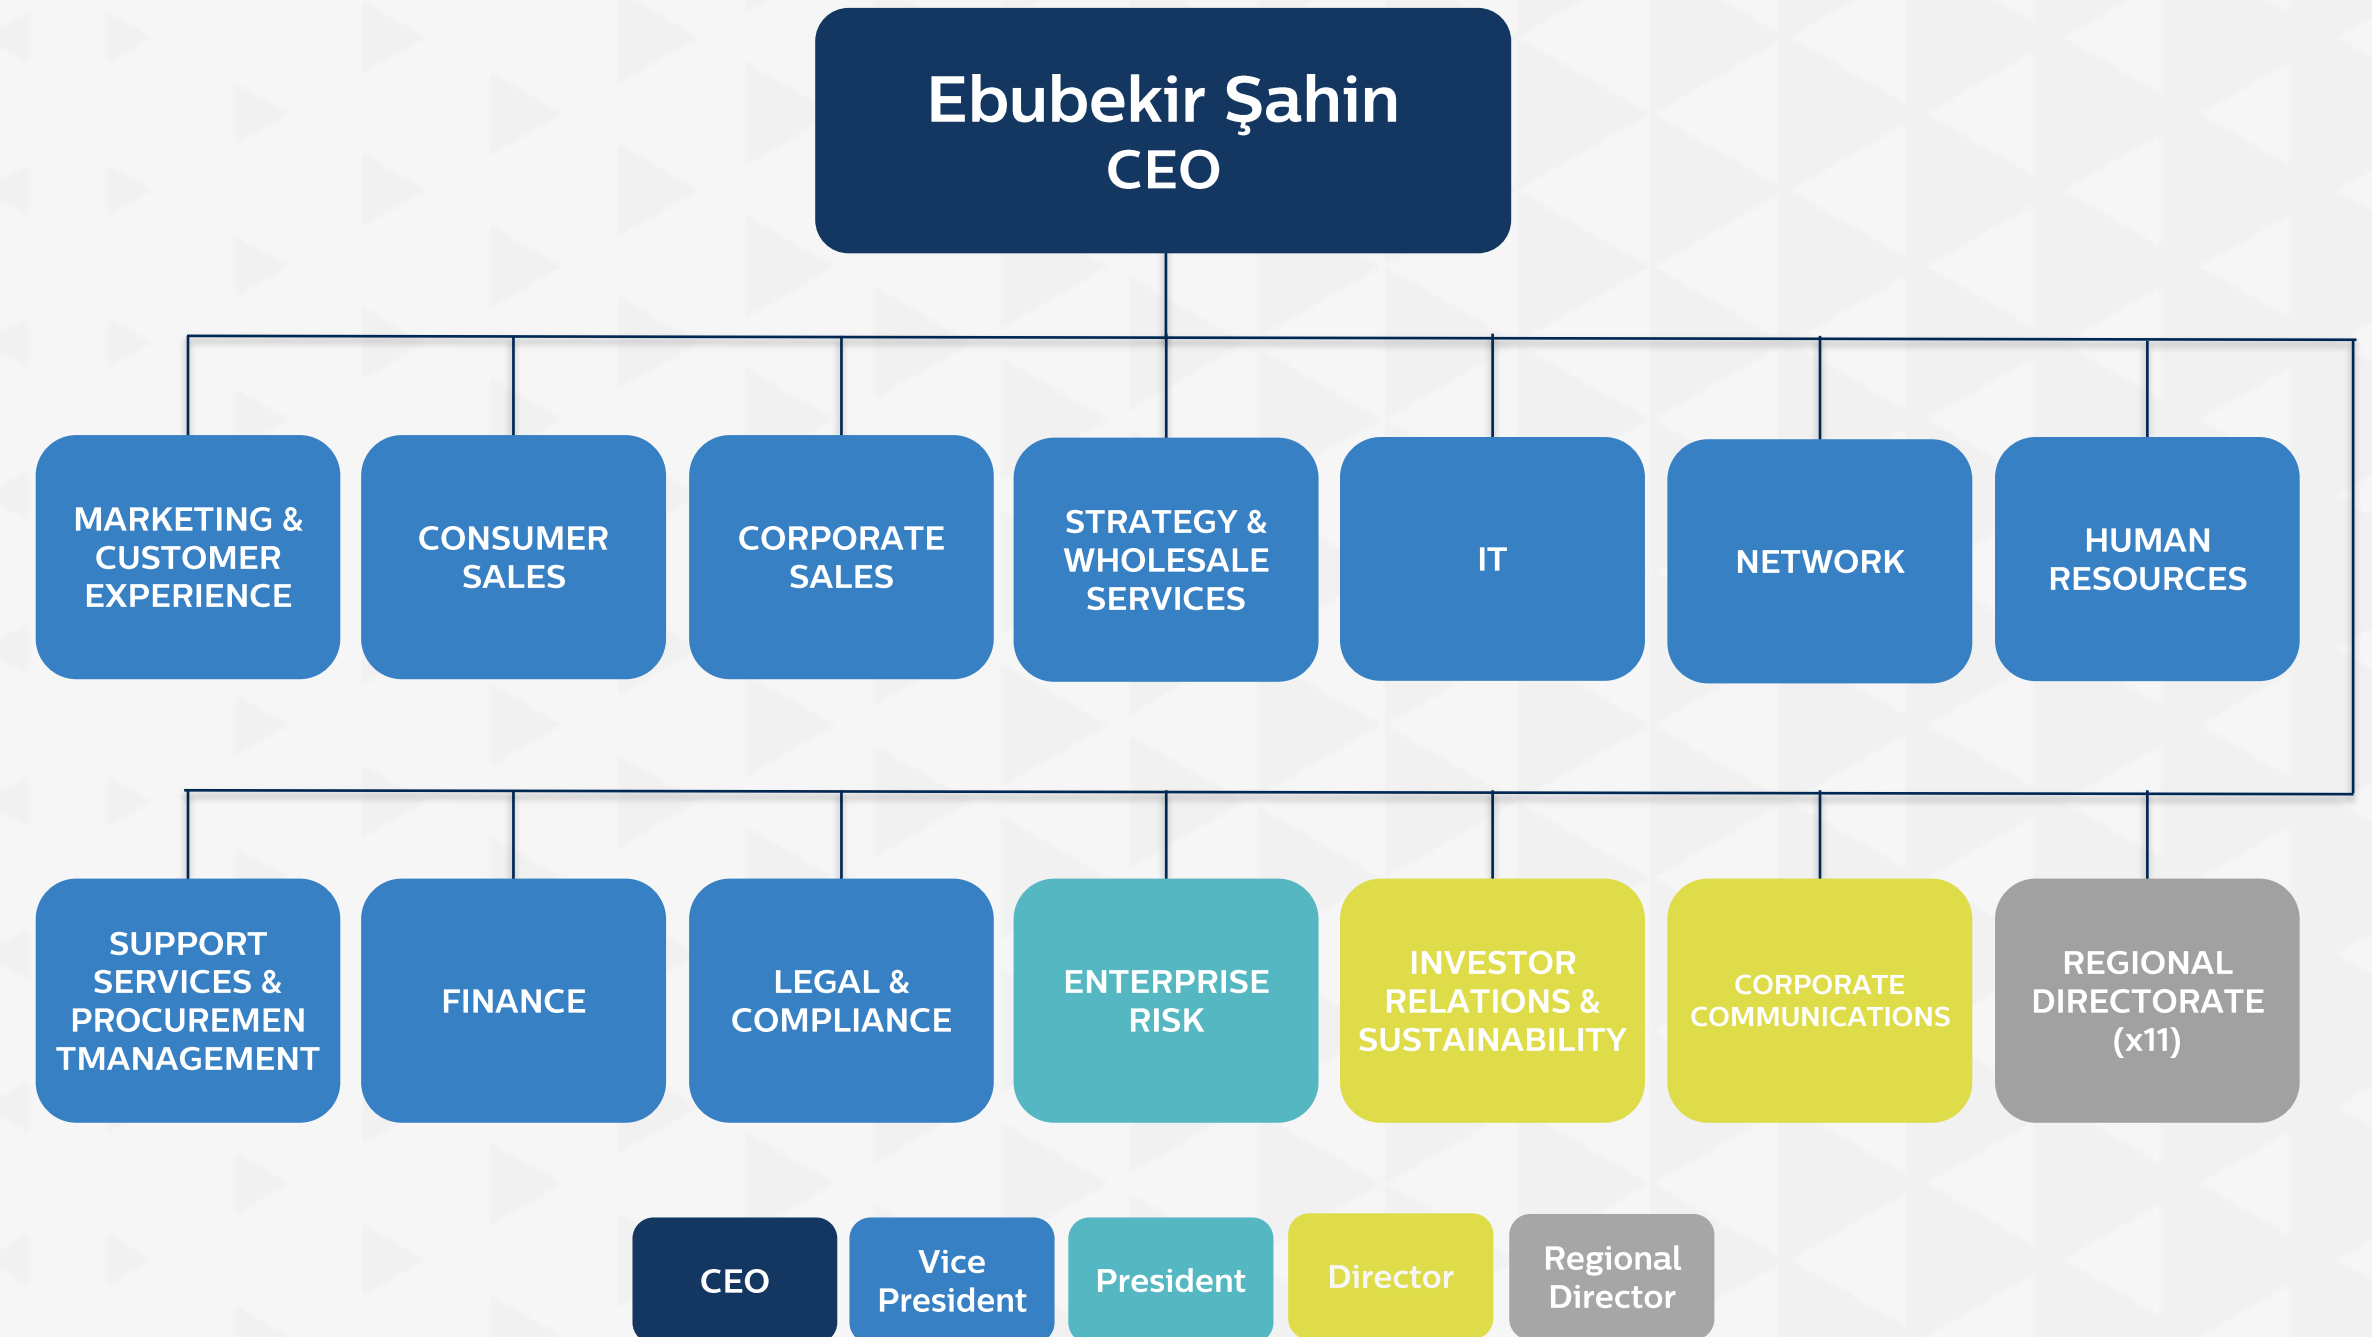 Ebubekir Şahin
CEO
MARKETING &
CUSTOMER
EXPERIENCE
CONSUMER
SALES
CORPORATE
SALES
STRATEGY &
WHOLESALE
SERVICES
IT
NETWORK
HUMAN
RESOURCES
SUPPORT
SERVICES &
PROCUREMEN
TMANAGEMENT
FINANCE
LEGAL &
COMPLIANCE
ENTERPRISE
RISK
INVESTOR
RELATIONS &
SUSTAINABILITY
CORPORATE
COMMUNICATIONS
REGIONAL
DIRECTORATE
(x11)
CEO
Vice
President
President
Director
Regional
Director